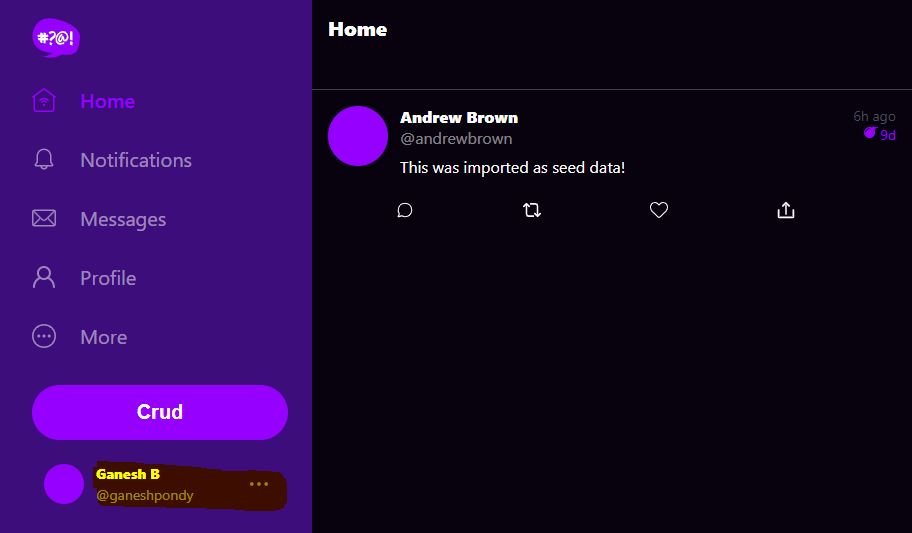 #?@!
Home
Notifications
Messages
Profile
More
Crud
Ganesh B
@ganeshpondy
Home
Andrew Brown
6h ago
@andrewbrown
9d
This was imported as seed data!